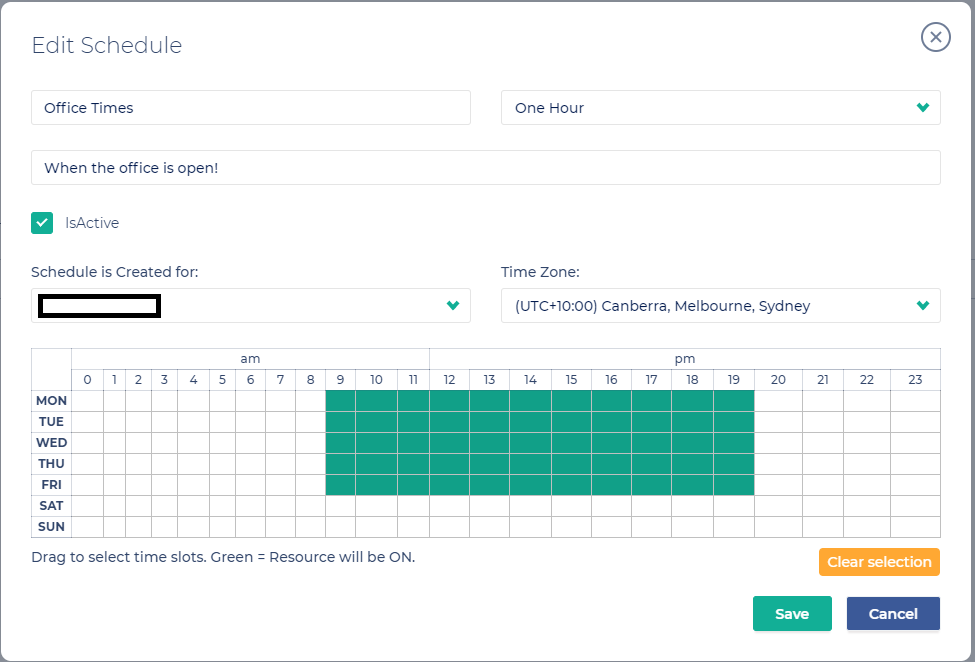 Edit Schedule
Office Times
One Hour
When the office is open!
IsActive
Schedule is Created for:
Time Zone:
(UTC+10:00) Canberra, Melbourne, Sydney
am pm
0 1 2 3 4 5 6 7 8 9 10 11 12 13 14 15 16 17 18 19 20 21 22 23
MON
TUE
WED
THU
FRI
SAT
SUN
Drag to select time slots. Green = Resource will be ON.
Clear selection
Save
Cancel